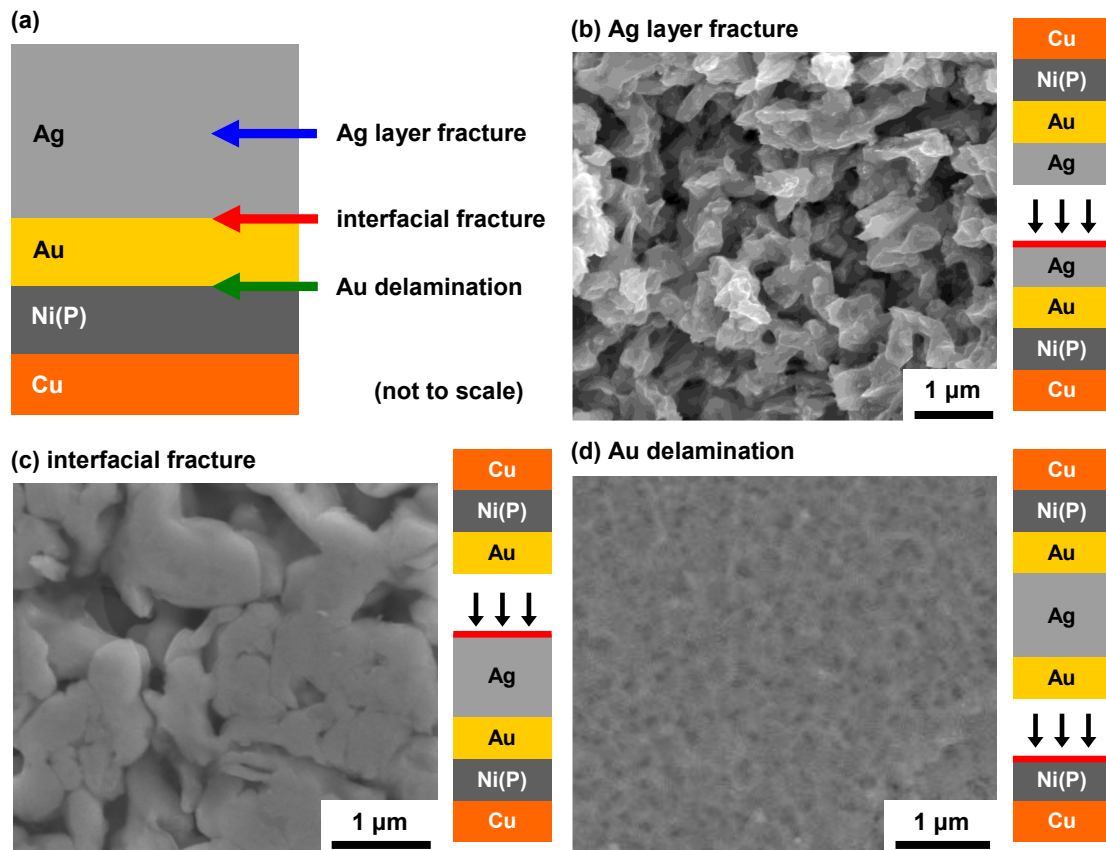 (a)
Ag
Ag layer fracture
interfacial fracture
Au
Au delamination
Ni(P)
Cu
(not to scale)
(b) Ag layer fracture
1 µm
Cu
Ni(P)
Au
Ag
Ag
Au
Ni(P)
Cu
(c) interfacial fracture
1 µm
Cu
Ni(P)
Au
Ag
Au
Ni(P)
Cu
(d) Au delamination
1 µm
Cu
Ni(P)
Au
Ag
Au
Ni(P)
Cu